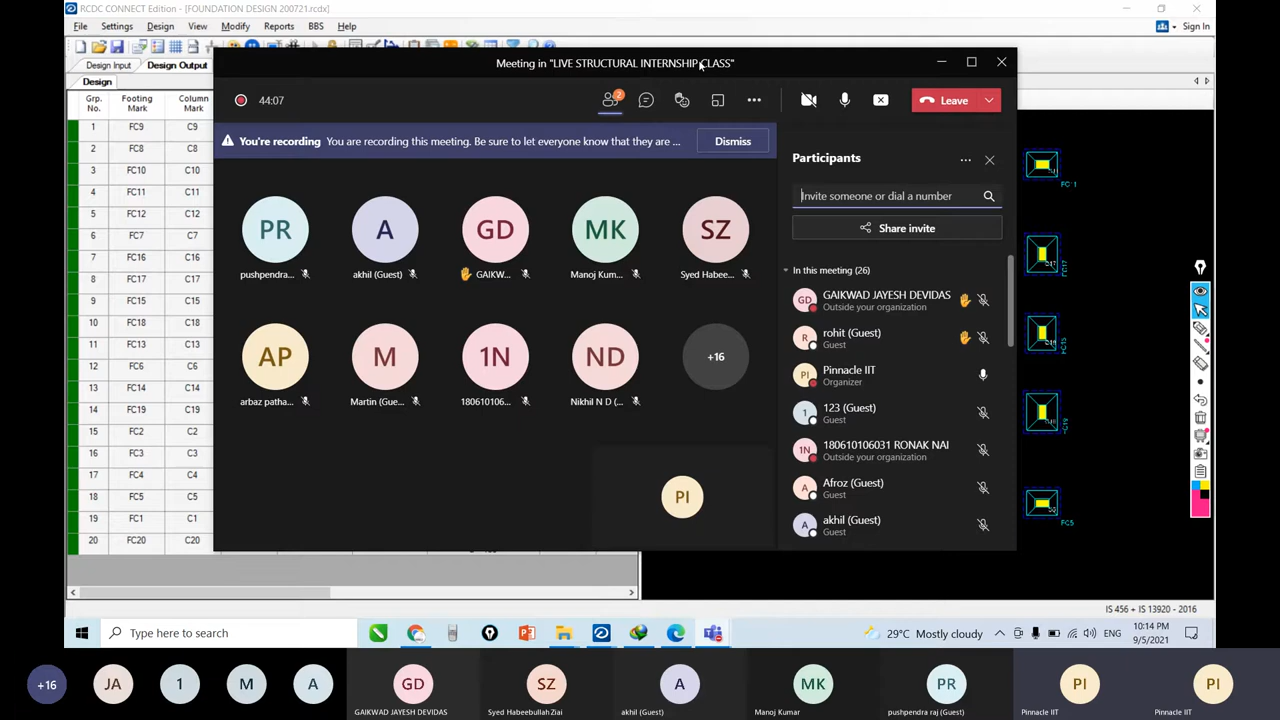 RCDC CONNECT Edition - [FOUNDATION DESIGN 200721.rcdx]
File Settings Design View Modify Reports BBS Help
Sign In
Design Input Design Output
Design
Grp. No. Footing Mark Column Mark
1 FC9 C9
2 FC8 C8
3 FC10 C10
4 FC11 C11
5 FC12 C12
6 FC7 C7
7 FC16 C16
8 FC17 C17
9 FC15 C15
10 FC18 C18
11 FC14 C14
12 FC6 C6
13 FC13 C13
14 FC19 C19
15 FC2 C2
16 FC3 C3
17 FC4 C4
18 FC5 C5
19 FC1 C1
20 FC20 C20
Meeting in "LIVE STRUCTURAL INTERNSHIP CLASS"
44:07
2
Leave
You're recording You are recording this meeting. Be sure to let everyone know that they are ...
Dismiss
PR
pushpendra...
A
akhil (Guest)
GD
GAIKW...
MK
Manoj Kum...
SZ
Syed Habee...
AP
arbaz patha...
M
Martin (Gue...
1N
180610106...
ND
Nikhil N D (...
+16
PI
Participants
Invite someone or dial a number
Share invite
In this meeting (26)
GD
GAIKWAD JAYESH DEVIDAS
Outside your organization
R
rohit (Guest)
Guest
PI
Pinnacle IIT
Organizer
1
123 (Guest)
Guest
1N
180610106031 RONAK NAI
Outside your organization
A
Afroz (Guest)
Guest
A
akhil (Guest)
Guest
FC5
IS 456 + IS 13920 - 2016
Type here to search
29°C Mostly cloudy
ENG
10:14 PM
9/5/2021
+16
JA
1
M
A
GD
GAIKWAD JAYESH DEVIDAS
SZ
Syed Habeebullah Ziai
A
akhil (Guest)
MK
Manoj Kumar
PR
pushpendra raj (Guest)
PI
Pinnacle IIT
PI
Pinnacle IIT